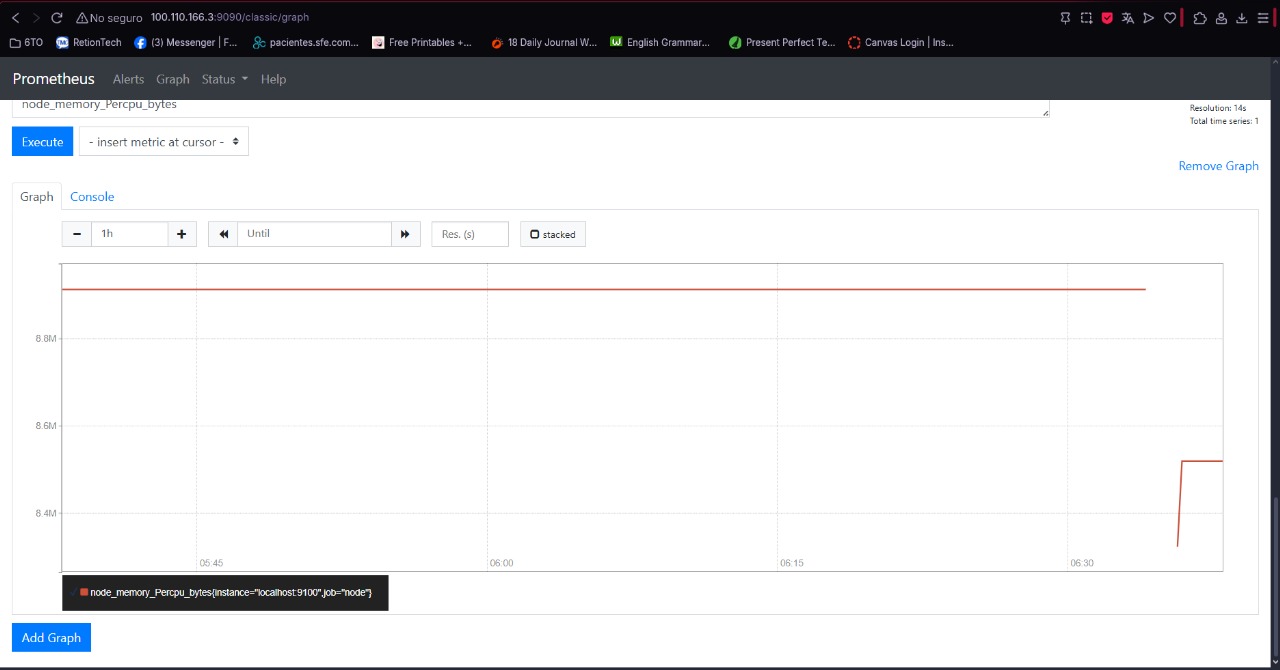 No seguro 100.110.166.3:9090/classic/graph
6TO RetionTech (3) Messenger | F... pacientes.sfe.com... Free Printables +... 18 Daily Journal W... English Grammar... Present Perfect Te... Canvas Login | Ins...
Prometheus Alerts Graph Status Help
node_memory_Percpu_bytes
Resolution: 14s
Total time series: 1
Execute - insert metric at cursor -
Remove Graph
Graph Console
1h Until Res. (s) stacked
8.8M
8.6M
8.4M
05:45 06:00 06:15 06:30
node_memory_Percpu_bytes{instance="localhost:9100",job="node"}
Add Graph